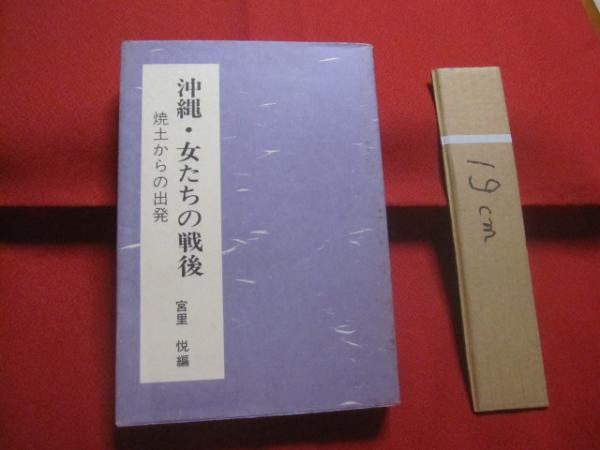 沖縄・女たちの戦後
焼土からの出発
宮里 悦編
19cm